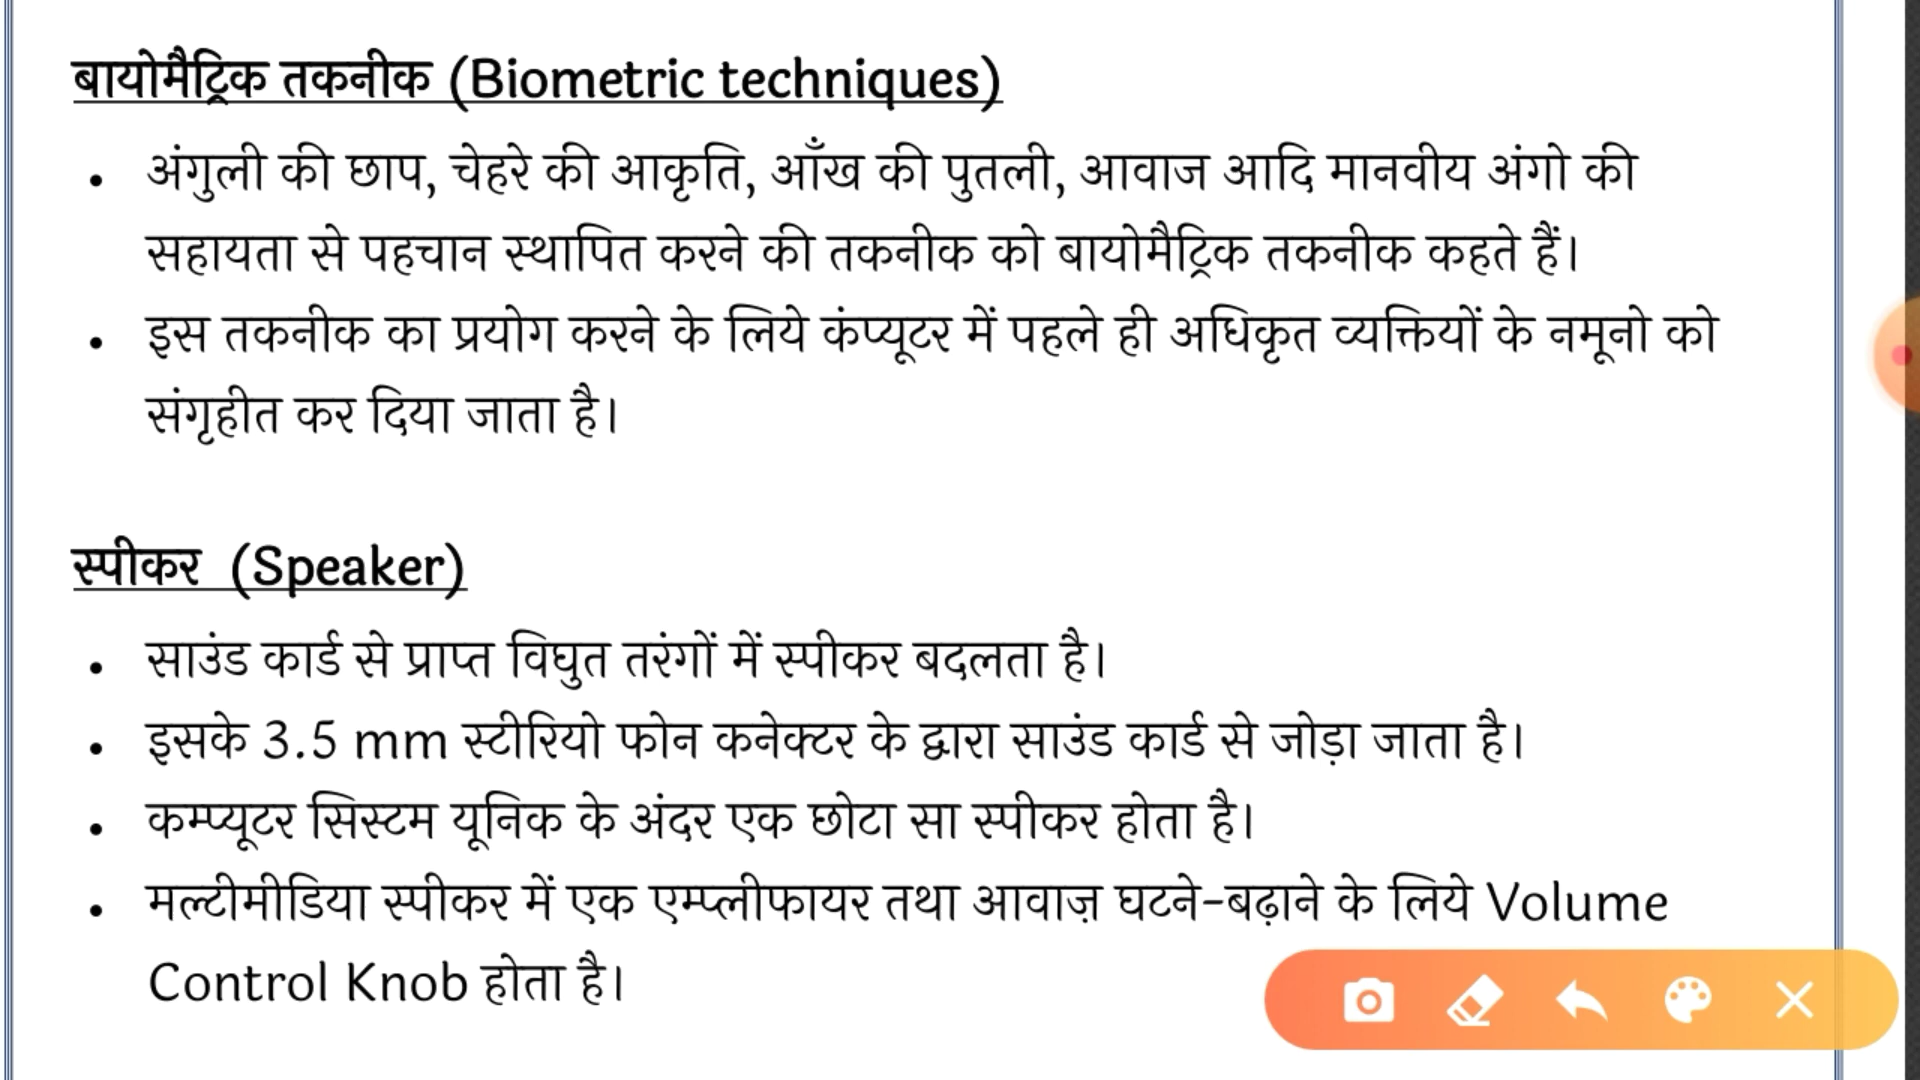 बायोमैट्रिक तकनीक (Biometric techniques)
• अंगुली की छाप, चेहरे की आकृति, आँख की पुतली, आवाज आदि मानवीय अंगो की
सहायता से पहचान स्थापित करने की तकनीक को बायोमैट्रिक तकनीक कहते हैं।
• इस तकनीक का प्रयोग करने के लिये कंप्यूटर में पहले ही अधिकृत व्यक्तियों के नमूनो को
संगृहीत कर दिया जाता है।
स्पीकर (Speaker)
• साउंड कार्ड से प्राप्त विघुत तरंगों में स्पीकर बदलता है।
• इसके 3.5 mm स्टीरियो फोन कनेक्टर के द्वारा साउंड कार्ड से जोड़ा जाता है।
• कम्प्यूटर सिस्टम यूनिक के अंदर एक छोटा सा स्पीकर होता है।
• मल्टीमीडिया स्पीकर में एक एम्प्लीफायर तथा आवाज़ घटने-बढ़ाने के लिये Volume
Control Knob होता है।